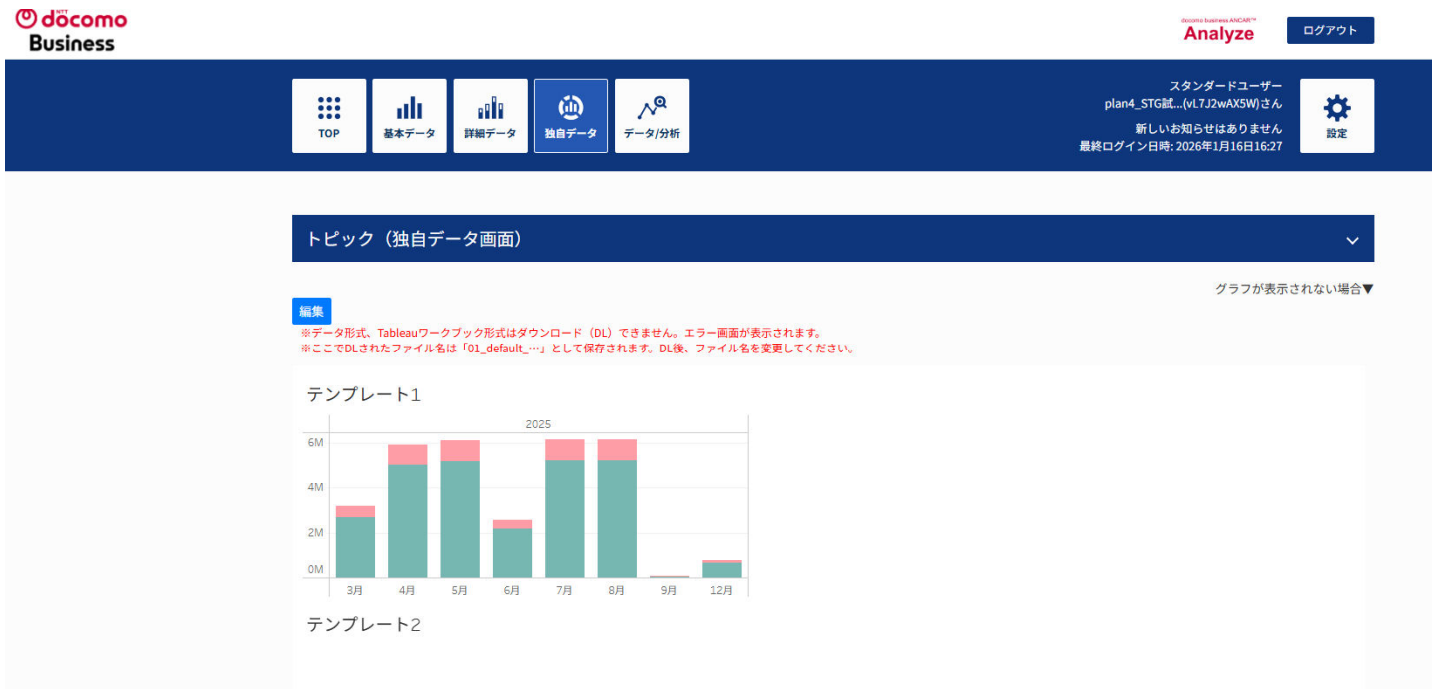 NTT
docomo
Business
docomo business ANCAR™
Analyze
ログアウト
TOP
基本データ
詳細データ
独自データ
データ/分析
スタンダードユーザー
plan4_STG試...(vL7J2wAX5W)さん
新しいお知らせはありません
最終ログイン日時: 2026年1月16日16:27
設定
トピック（独自データ画面）
グラフが表示されない場合▼
編集
※データ形式、Tableauワークブック形式はダウンロード（DL）できません。エラー画面が表示されます。
※ここでDLされたファイル名は「01_default_…」として保存されます。DL後、ファイル名を変更してください。
テンプレート1
2025
6M
4M
2M
0M
3月 4月 5月 6月 7月 8月 9月 12月
テンプレート2